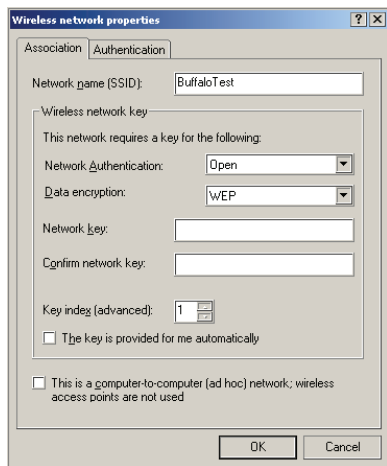 Wireless network properties
Association
Authentication
Network name (SSID):
BuffaloTest
Wireless network key
This network requires a key for the following:
Network Authentication:
Open
Data encryption:
WEP
Network key:
Confirm network key:
Key index (advanced):
1
The key is provided for me automatically
This is a computer-to-computer (ad hoc) network; wireless
access points are not used
OK
Cancel